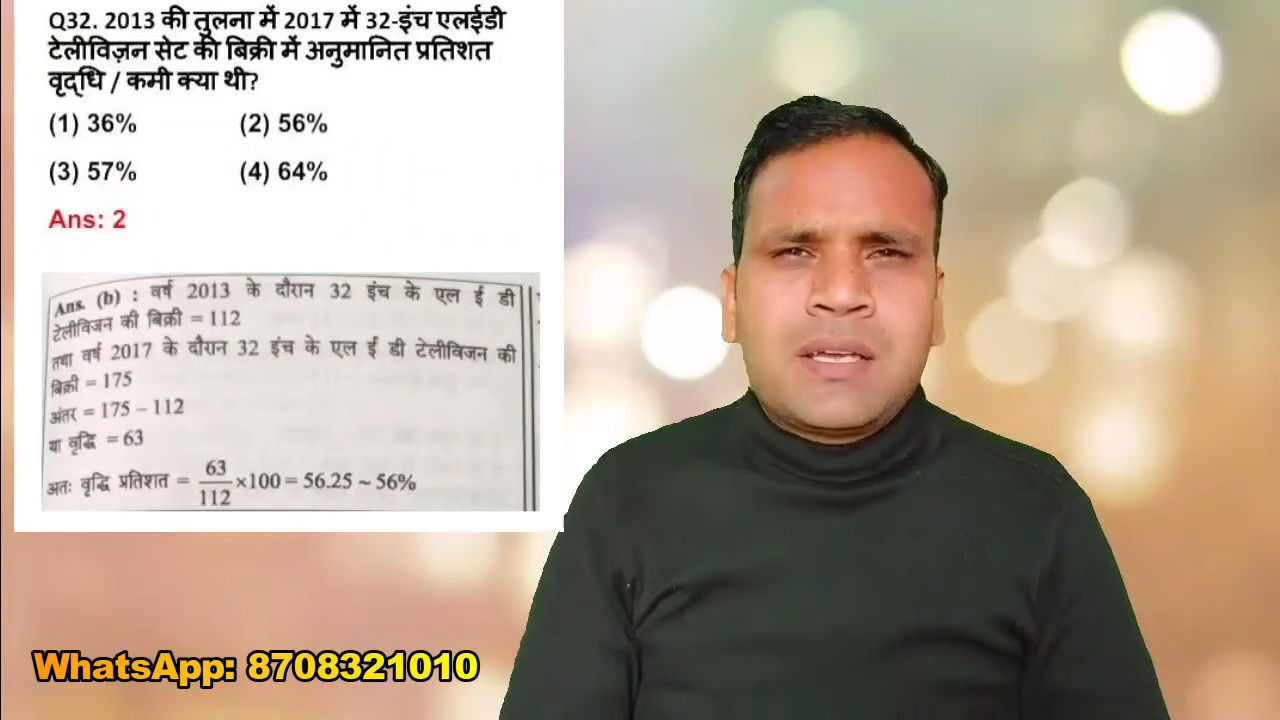 Q32. 2013 की तुलना में 2017 में 32-इंच एलईडी
टेलीविज़न सेट की बिक्री में अनुमानित प्रतिशत
वृद्धि / कमी क्या थी?
(1) 36% (2) 56%
(3) 57% (4) 64%
Ans: 2
Ans. (b) : वर्ष 2013 के दौरान 32 इंच के एल ई डी
टेलीविजन की बिक्री = 112
तथा वर्ष 2017 के दौरान 32 इंच के एल ई डी टेलीविजन की
बिक्री = 175
अंतर = 175 – 112
या वृद्धि = 63
अतः वृद्धि प्रतिशत = 63/112 ×100 = 56.25 ~ 56%
WhatsApp: 8708321010